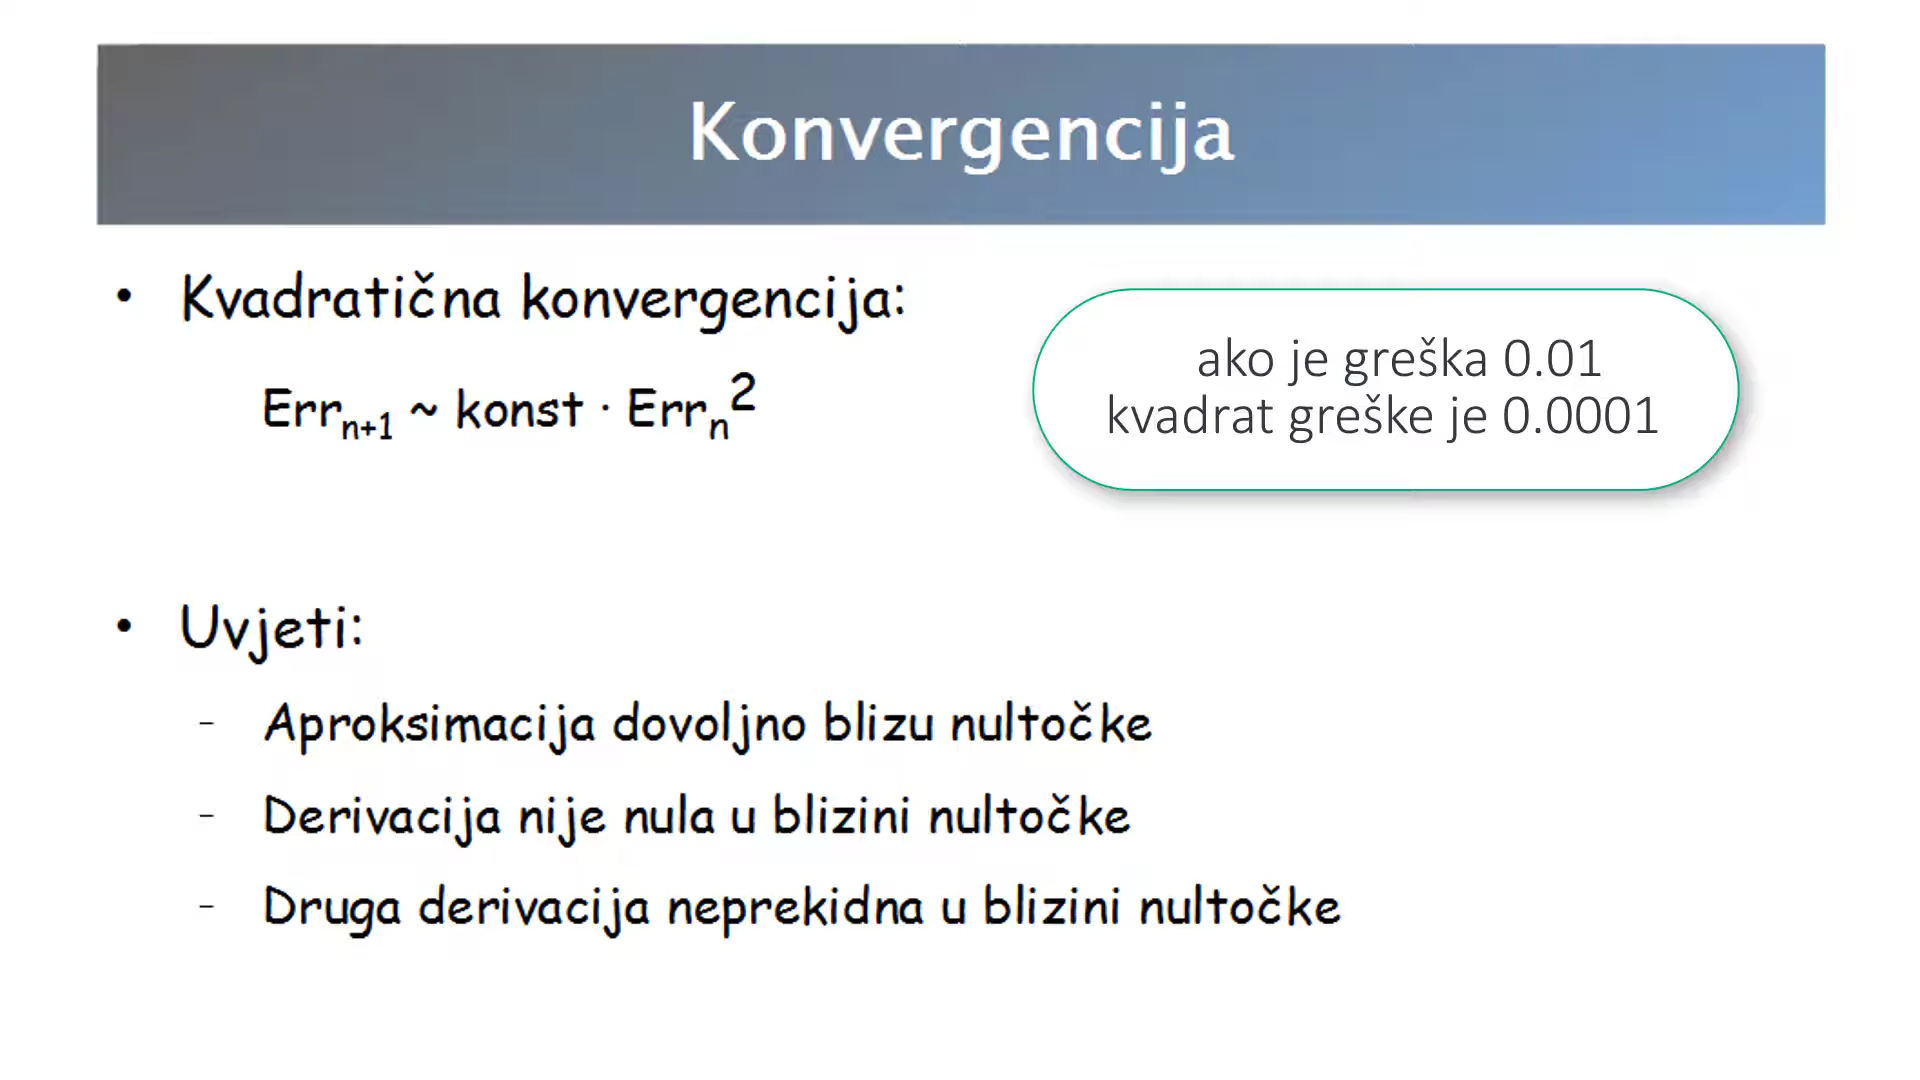 Konvergencija
• Kvadratična konvergencija:
Errₙ₊₁ ~ konst · Errₙ²
ako je greška 0.01
kvadrat greške je 0.0001
• Uvjeti:
- Aproksimacija dovoljno blizu nultočke
- Derivacija nije nula u blizini nultočke
- Druga derivacija neprekidna u blizini nultočke